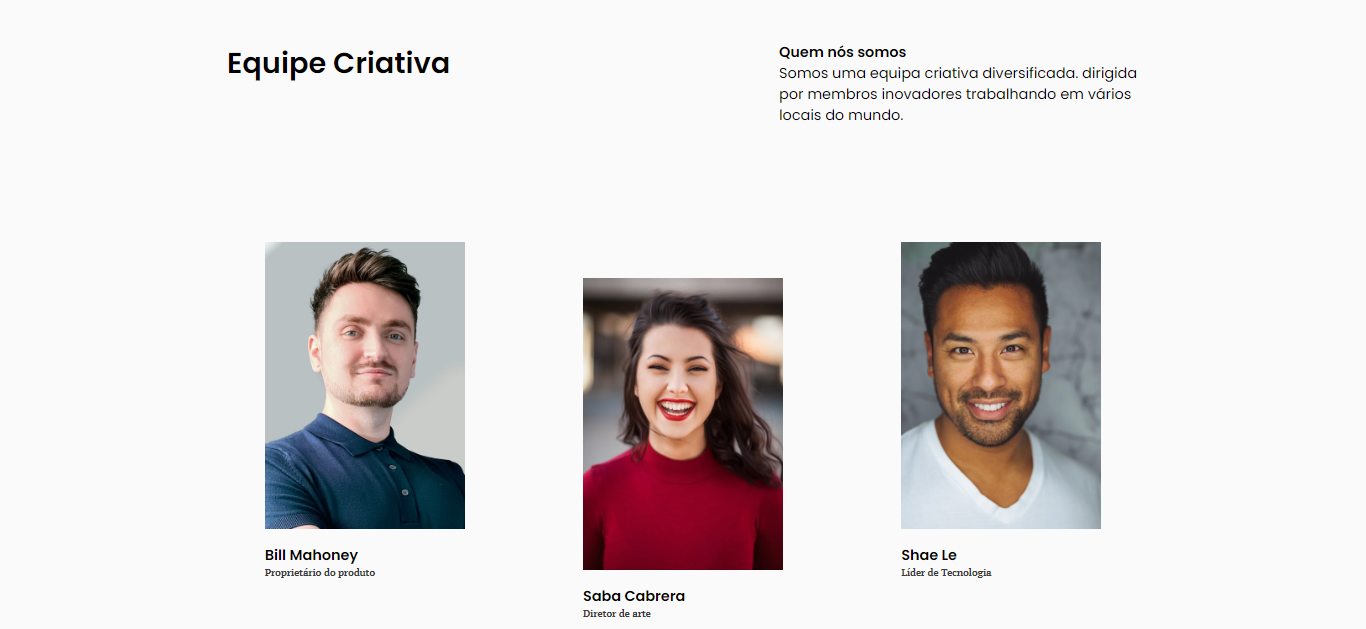 Equipe Criativa
Quem nós somos
Somos uma equipa criativa diversificada. dirigida
por membros inovadores trabalhando em vários
locais do mundo.
Bill Mahoney
Proprietário do produto
Saba Cabrera
Diretor de arte
Shae Le
Líder de Tecnologia